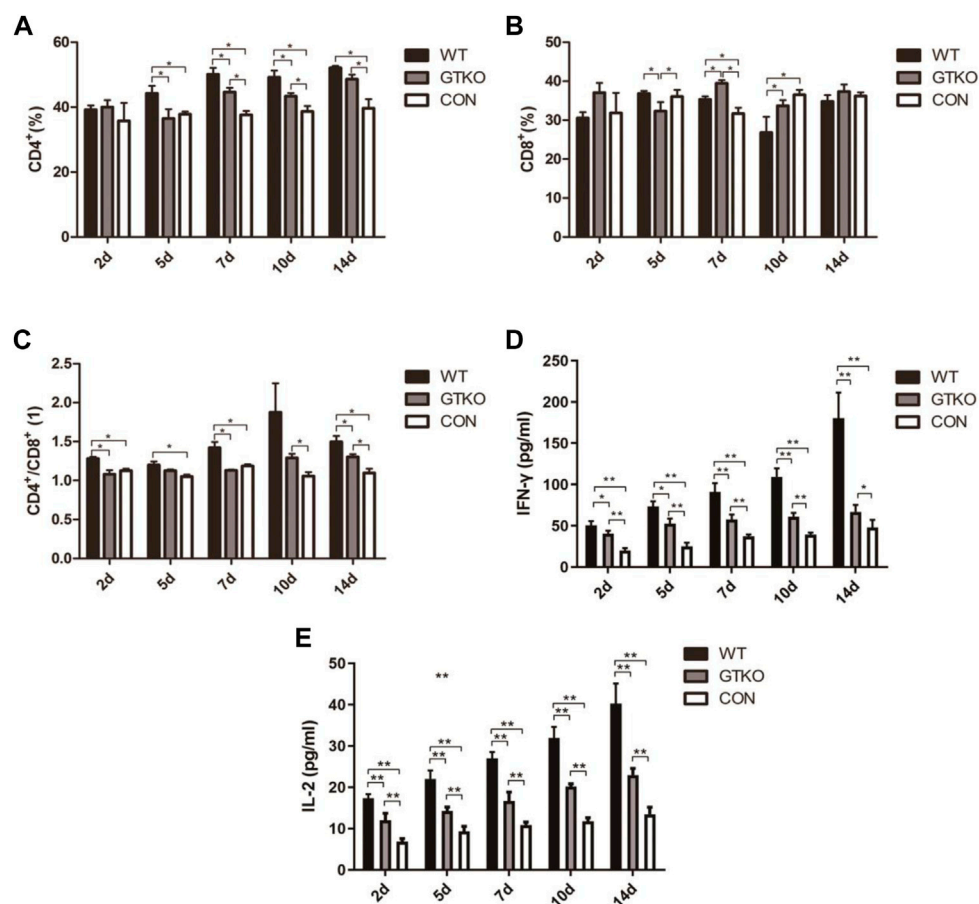 A
CD4⁺(%)
60
40
20
0
* * * * * * * * * *
2d 5d 7d 10d 14d
WT
GTKO
CON
B
CD8⁺(%)
50
40
30
20
10
0
* * * * * * *
2d 5d 7d 10d 14d
WT
GTKO
CON
C
CD4⁺/CD8⁺ (1)
2.5
2.0
1.5
1.0
0.5
0.0
* * * * * * * * *
2d 5d 7d 10d 14d
WT
GTKO
CON
D
IFN-γ (pg/ml)
250
200
150
100
50
0
** * ** ** * ** ** ** ** ** ** ** ** ** *
2d 5d 7d 10d 14d
WT
GTKO
CON
E
IL-2 (pg/ml)
50
40
30
20
10
0
**
** ** ** ** ** ** ** ** ** ** ** ** ** ** **
2d 5d 7d 10d 14d
WT
GTKO
CON